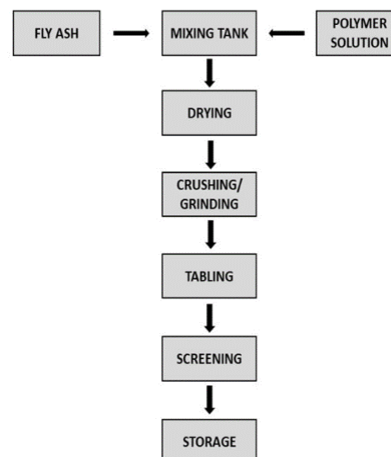 FLY ASH
MIXING TANK
POLYMER
SOLUTION
DRYING
CRUSHING/
GRINDING
TABLING
SCREENING
STORAGE